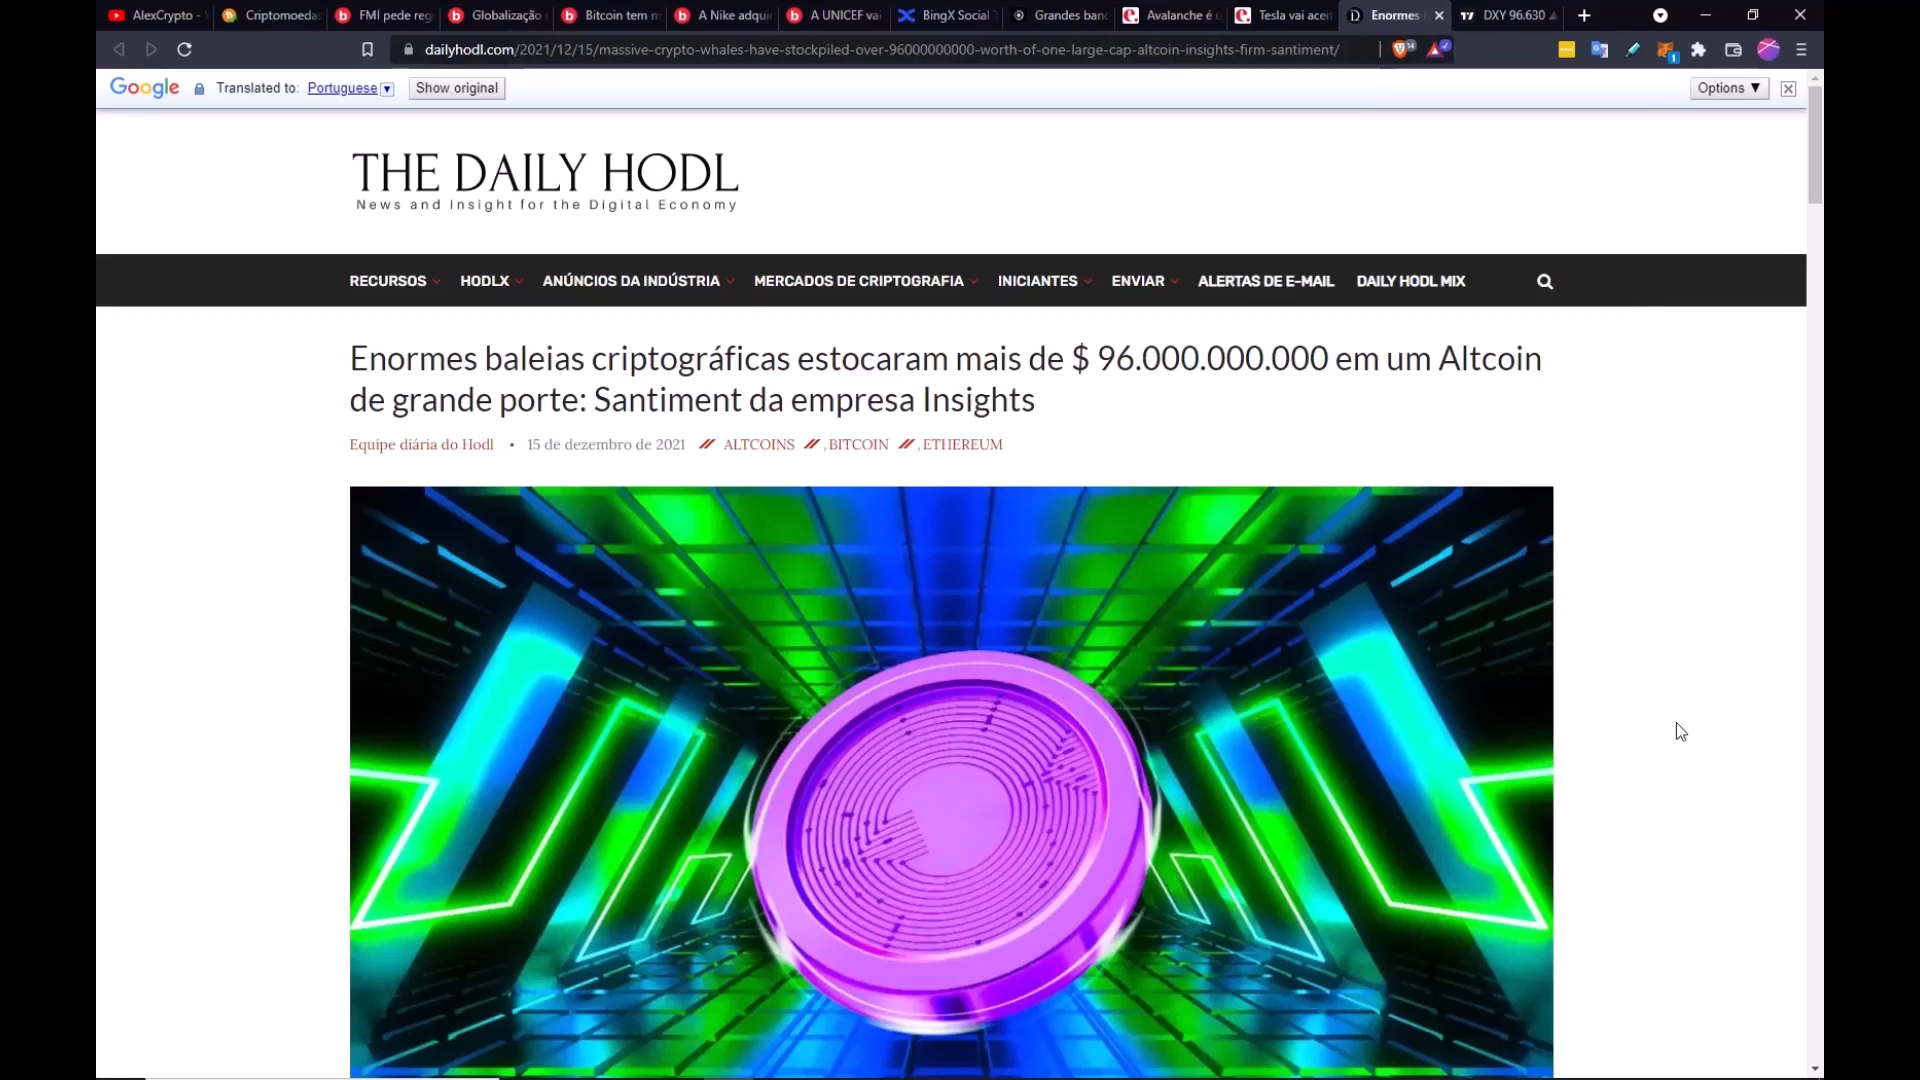 AlexCrypto -
Criptomoeda
FMI pede reg
Globalização
Bitcoin tem m
A Nike adqui
A UNICEF vai
BingX Social
Grandes banc
Avalanche é
Tesla vai aceit
Enormes
DXY 96.630
dailyhodl.com/2021/12/15/massive-crypto-whales-have-stockpiled-over-96000000000-worth-of-one-large-cap-altcoin-insights-firm-santiment/
14
1
Google Translated to: Portuguese Show original Options ▼
THE DAILY HODL
News and Insight for the Digital Economy
RECURSOS HODLX ANÚNCIOS DA INDÚSTRIA MERCADOS DE CRIPTOGRAFIA INICIANTES ENVIAR ALERTAS DE E-MAIL DAILY HODL MIX
Enormes baleias criptográficas estocaram mais de $ 96.000.000.000 em um Altcoin
de grande porte: Santiment da empresa Insights
Equipe diária do Hodl • 15 de dezembro de 2021 ALTCOINS , BITCOIN , ETHEREUM